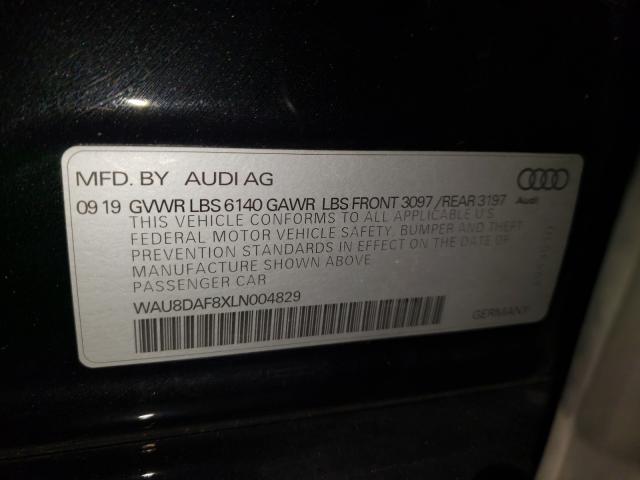 MFD. BY AUDI AG
09 19 GVWR LBS 6140 GAWR LBS FRONT 3097 / REAR 3197 Audi
THIS VEHICLE CONFORMS TO ALL APPLICABLE U.S
FEDERAL MOTOR VEHICLE SAFETY, BUMPER AND THEFT
PREVENTION STANDARDS IN EFFECT ON THE DATE OF
MANUFACTURE SHOWN ABOVE
PASSENGER CAR
WAU8DAF8XLN004829
GERMANY